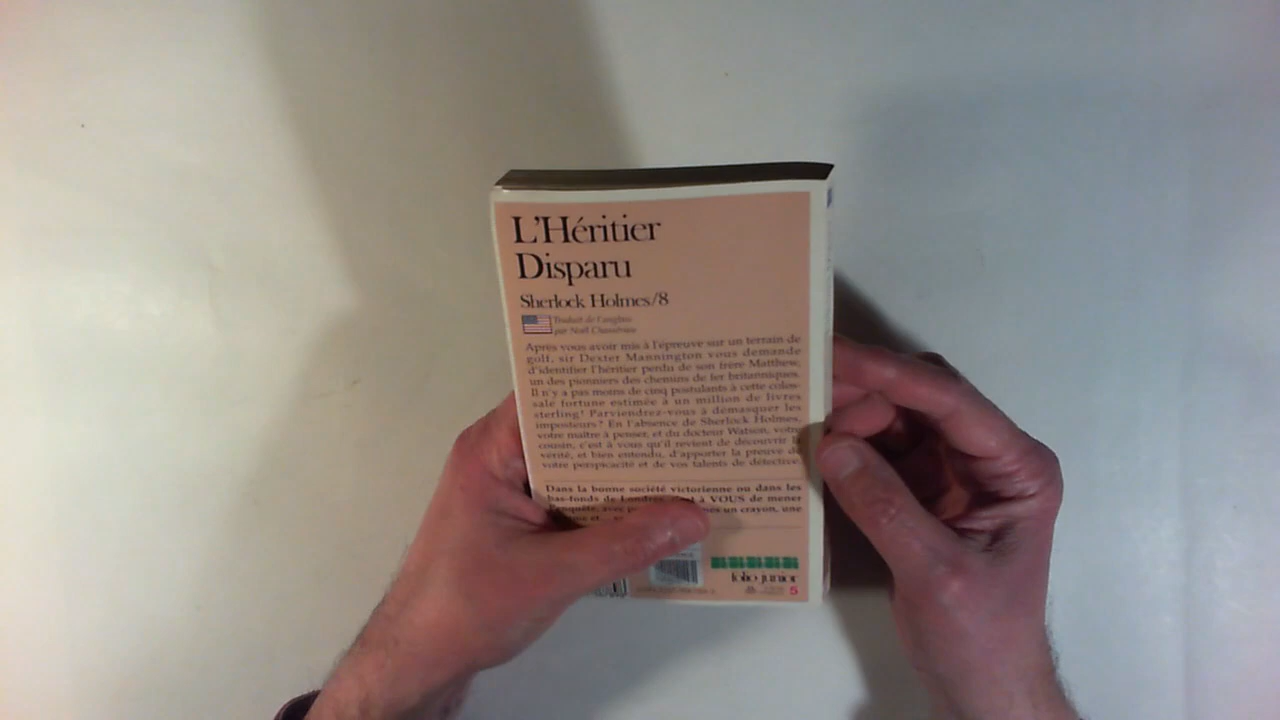 L'Héritier
Disparu
Sherlock Holmes/8
Traduit de l'anglais
par Noël Chassériau
Après vous avoir mis à l'épreuve sur un terrain de
golf, sir Dexter Mannington vous demande
d'identifier l'héritier perdu de son frère Matthew,
un des pionniers des chemins de fer britanniques.
Il n'y a pas moins de cinq postulants à cette colos-
sale fortune estimée à un million de livres
sterling! Parviendrez-vous à démasquer les
imposteurs? En l'absence de Sherlock Holmes,
votre maître à penser, et du docteur Watson, votre
cousin, c'est à vous qu'il revient de découvrir la
vérité, et bien entendu, d'apporter la preuve de
votre perspicacité et de vos talents de détective.
Dans la bonne société victorienne ou dans les
bas-fonds de Londres, à VOUS de mener
l'enquête, avec un crayon, une
et
folio junior
5